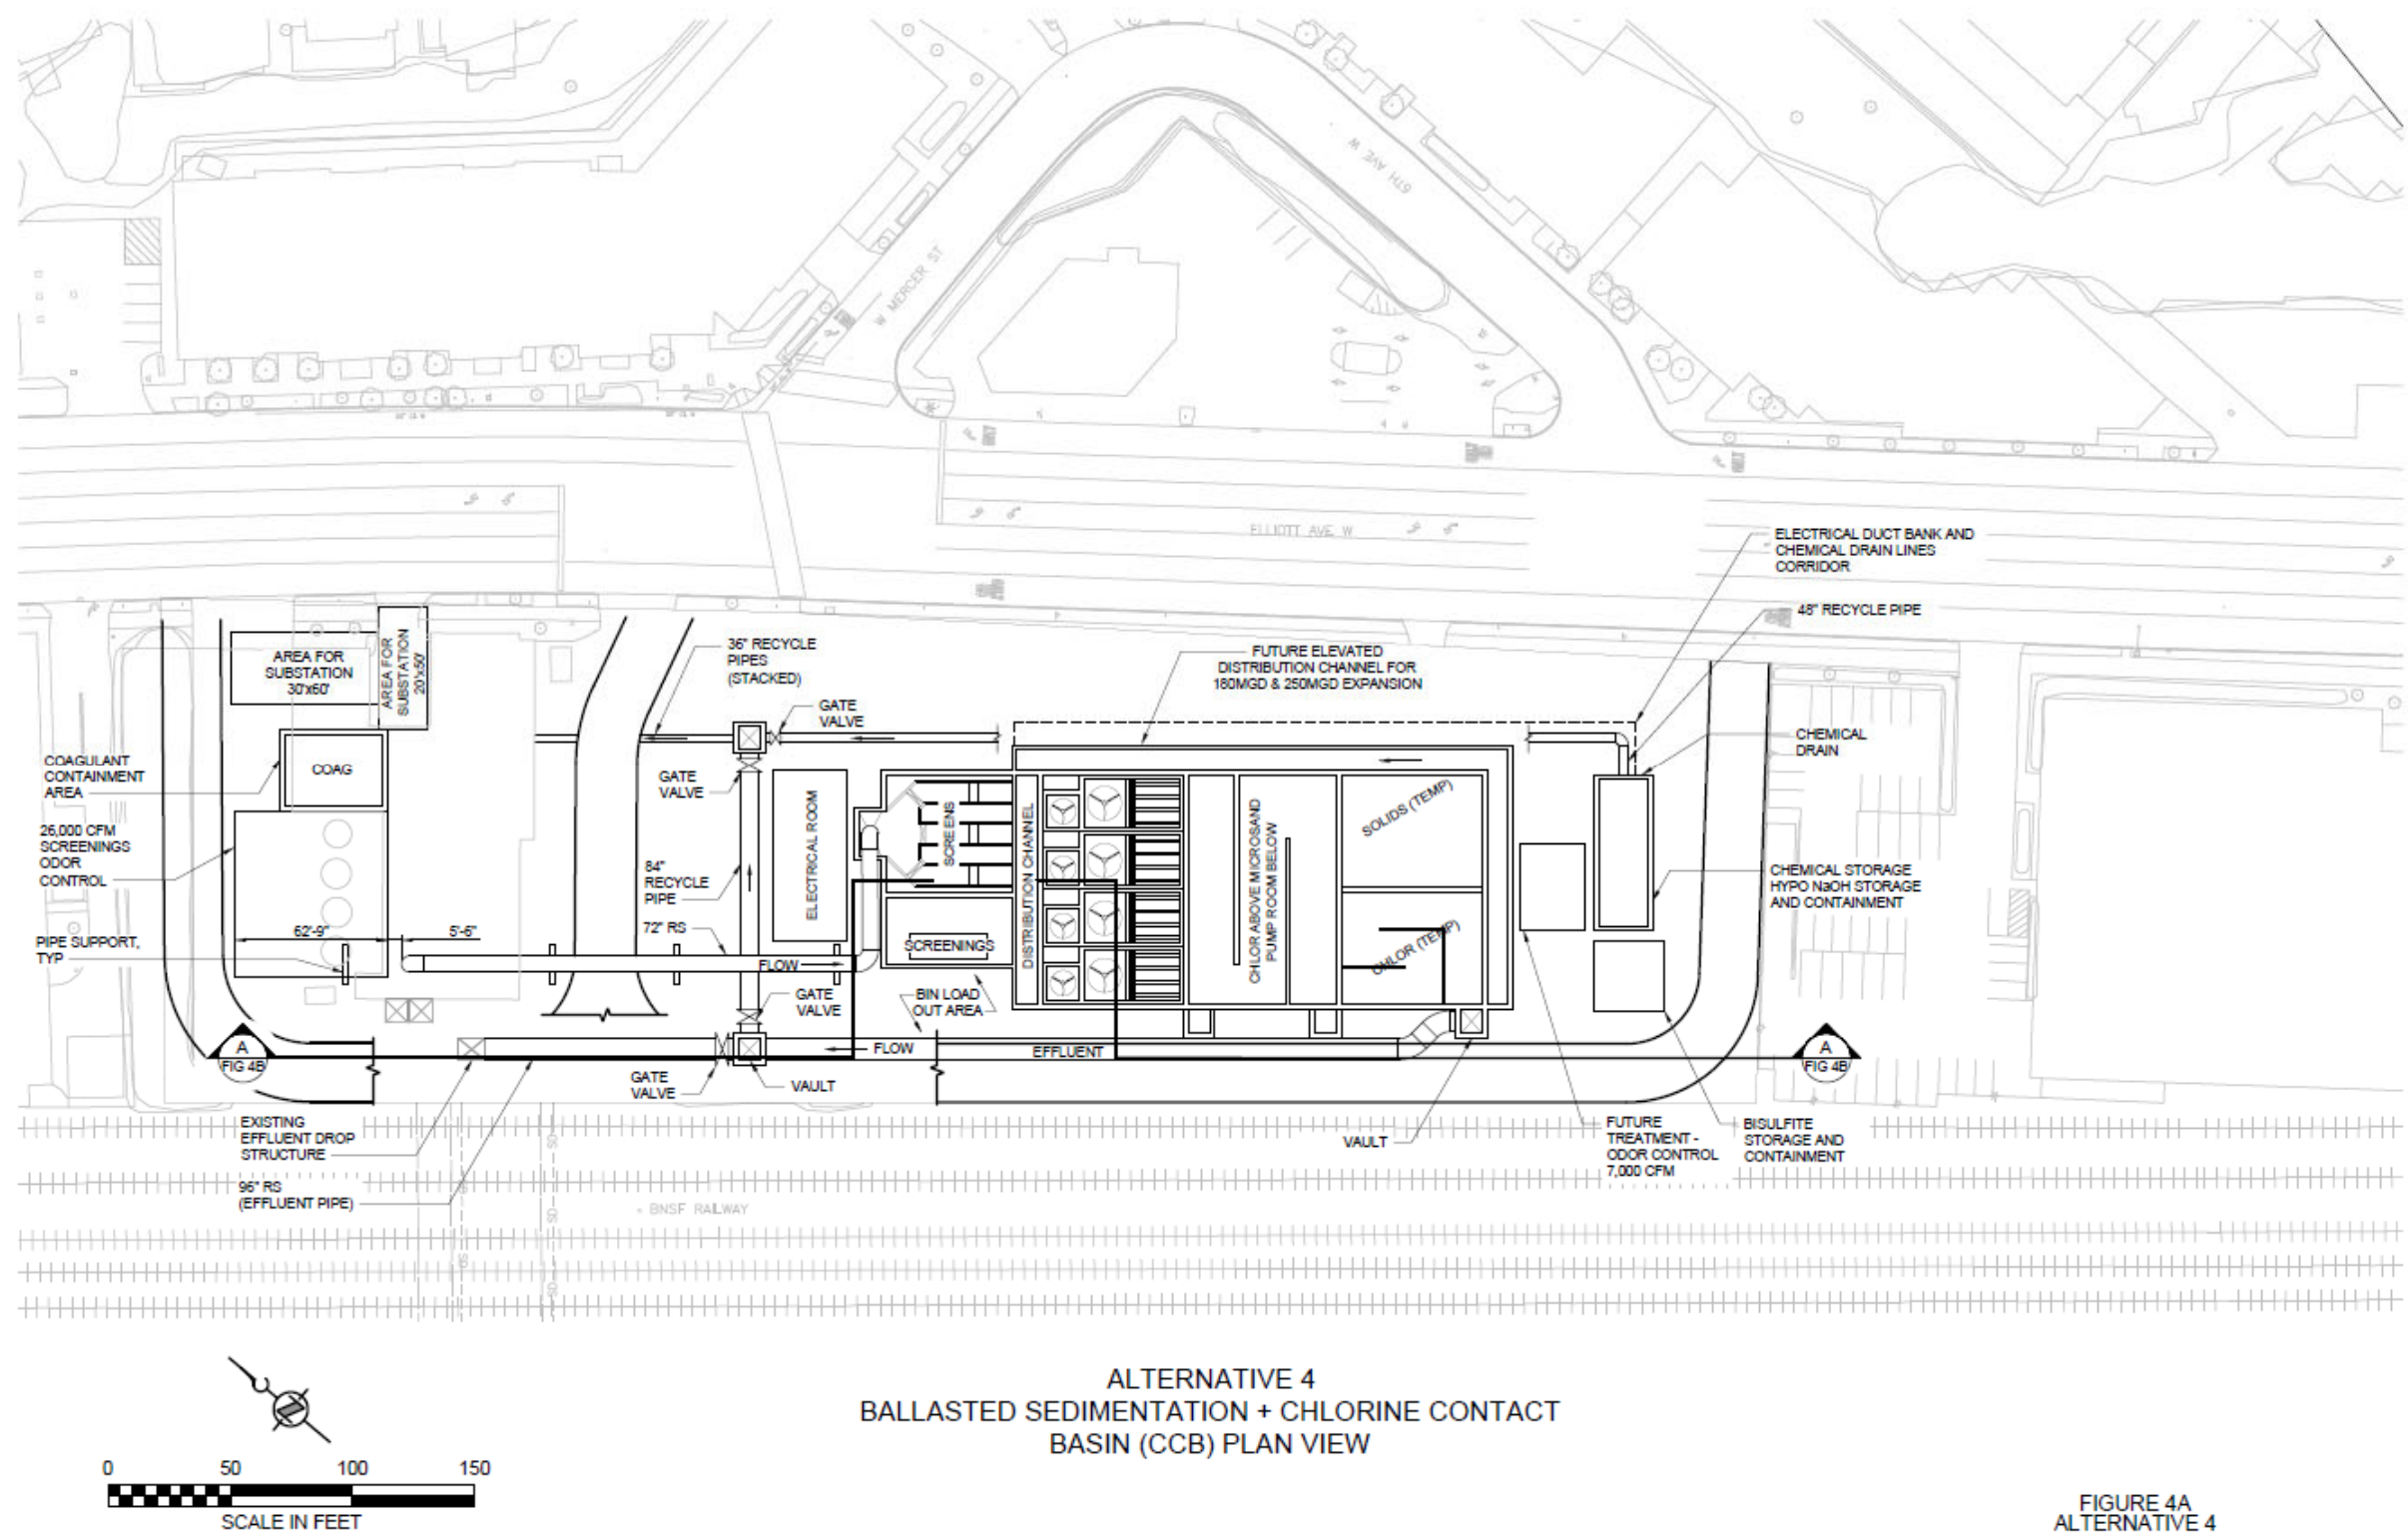 6TH AVE W
W MERCER ST
ELLIOTT AVE W
ELECTRICAL DUCT BANK AND
CHEMICAL DRAIN LINES
CORRIDOR
48" RECYCLE PIPE
36" RECYCLE
PIPES
(STACKED)
FUTURE ELEVATED
DISTRIBUTION CHANNEL FOR
180MGD & 250MGD EXPANSION
AREA FOR
SUBSTATION
30'x60'
AREA FOR
SUBSTATION
20'x50'
GATE
VALVE
CHEMICAL
DRAIN
COAGULANT
CONTAINMENT
AREA
COAG
GATE
VALVE
ELECTRICAL ROOM
SCREENS
DISTRIBUTION CHANNEL
CHLOR ABOVE MICROSAND
PUMP ROOM BELOW
SOLIDS (TEMP)
CHLOR (TEMP)
26,000 CFM
SCREENINGS
ODOR
CONTROL
84"
RECYCLE
PIPE
CHEMICAL STORAGE
HYPO NaOH STORAGE
AND CONTAINMENT
72" RS
62'-9"
5'-6"
PIPE SUPPORT,
TYP
SCREENINGS
FLOW
GATE
VALVE
BIN LOAD
OUT AREA
A
FIG 4B
FLOW
EFFLUENT
A
FIG 4B
GATE
VALVE
VAULT
EXISTING
EFFLUENT DROP
STRUCTURE
VAULT
FUTURE
TREATMENT -
ODOR CONTROL
7,000 CFM
BISULFITE
STORAGE AND
CONTAINMENT
96" RS
(EFFLUENT PIPE)
BNSF RAILWAY
SD
SD
SD
ALTERNATIVE 4
BALLASTED SEDIMENTATION + CHLORINE CONTACT
BASIN (CCB) PLAN VIEW
0 50 100 150
SCALE IN FEET
FIGURE 4A
ALTERNATIVE 4